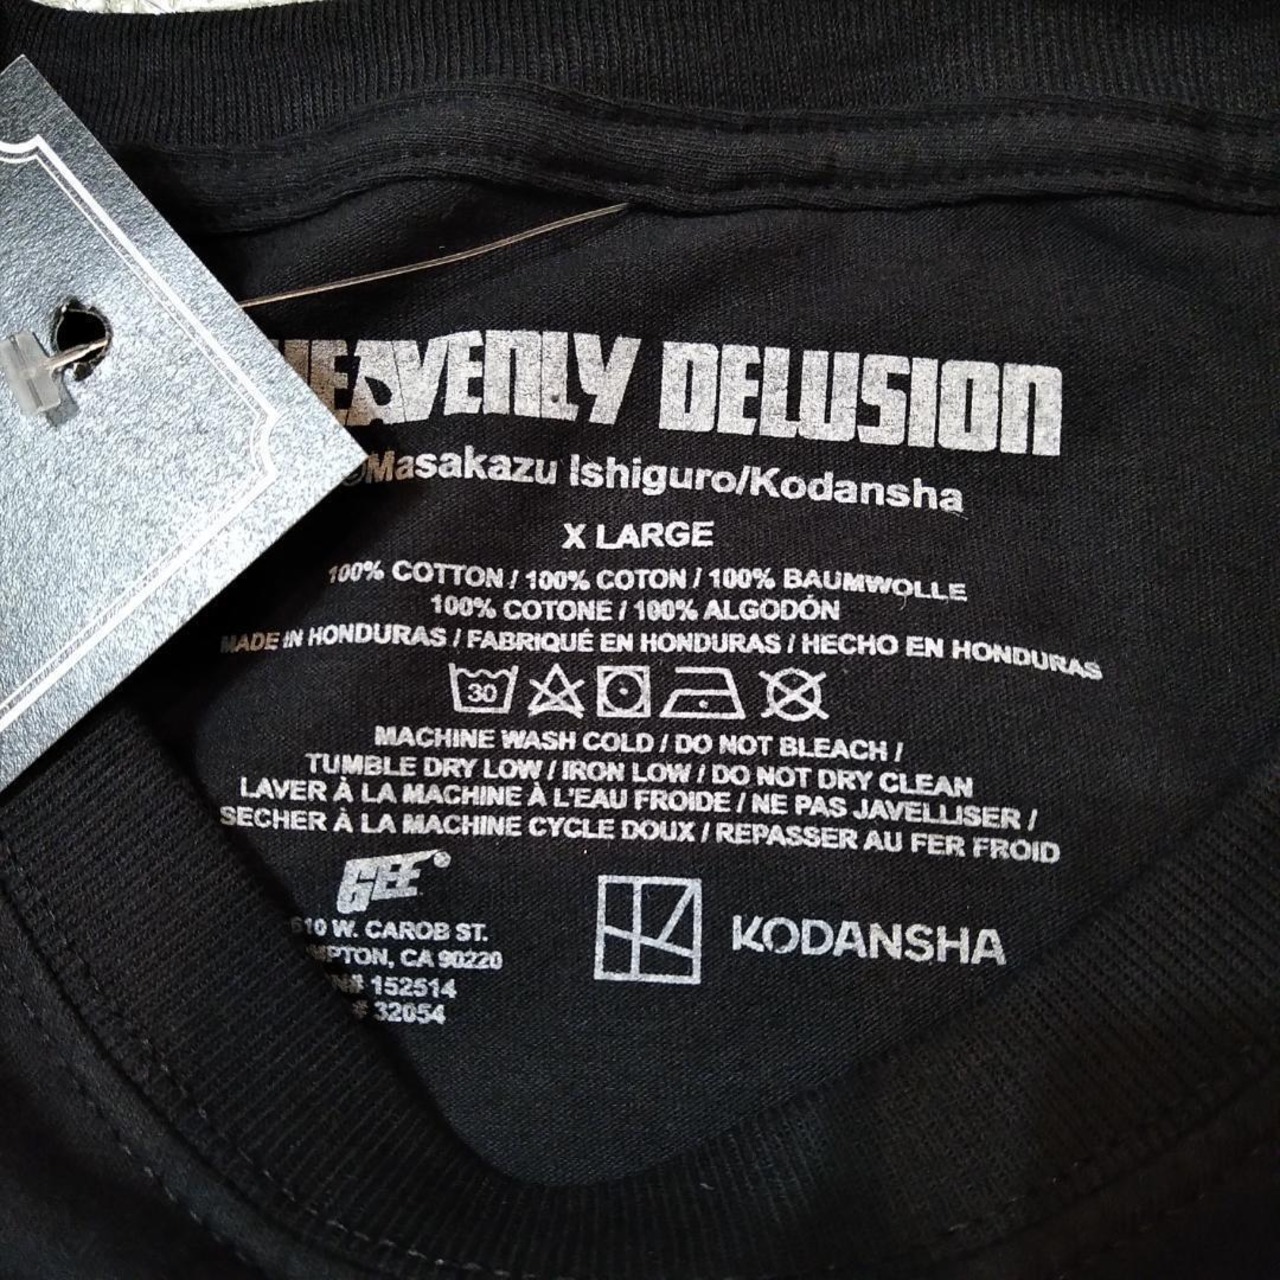 HEAVENLY DELUSION
©Masakazu Ishiguro/Kodansha
X LARGE
100% COTTON / 100% COTON / 100% BAUMWOLLE
100% COTONE / 100% ALGODÓN
MADE IN HONDURAS / FABRIQUÉ EN HONDURAS / HECHO EN HONDURAS
30
MACHINE WASH COLD / DO NOT BLEACH /
TUMBLE DRY LOW / IRON LOW / DO NOT DRY CLEAN
LAVER À LA MACHINE À L'EAU FROIDE / NE PAS JAVELLISER /
SECHER À LA MACHINE CYCLE DOUX / REPASSER AU FER FROID
GEE®
610 W. CAROB ST.
CA 90220
152514
# 32054
KODANSHA